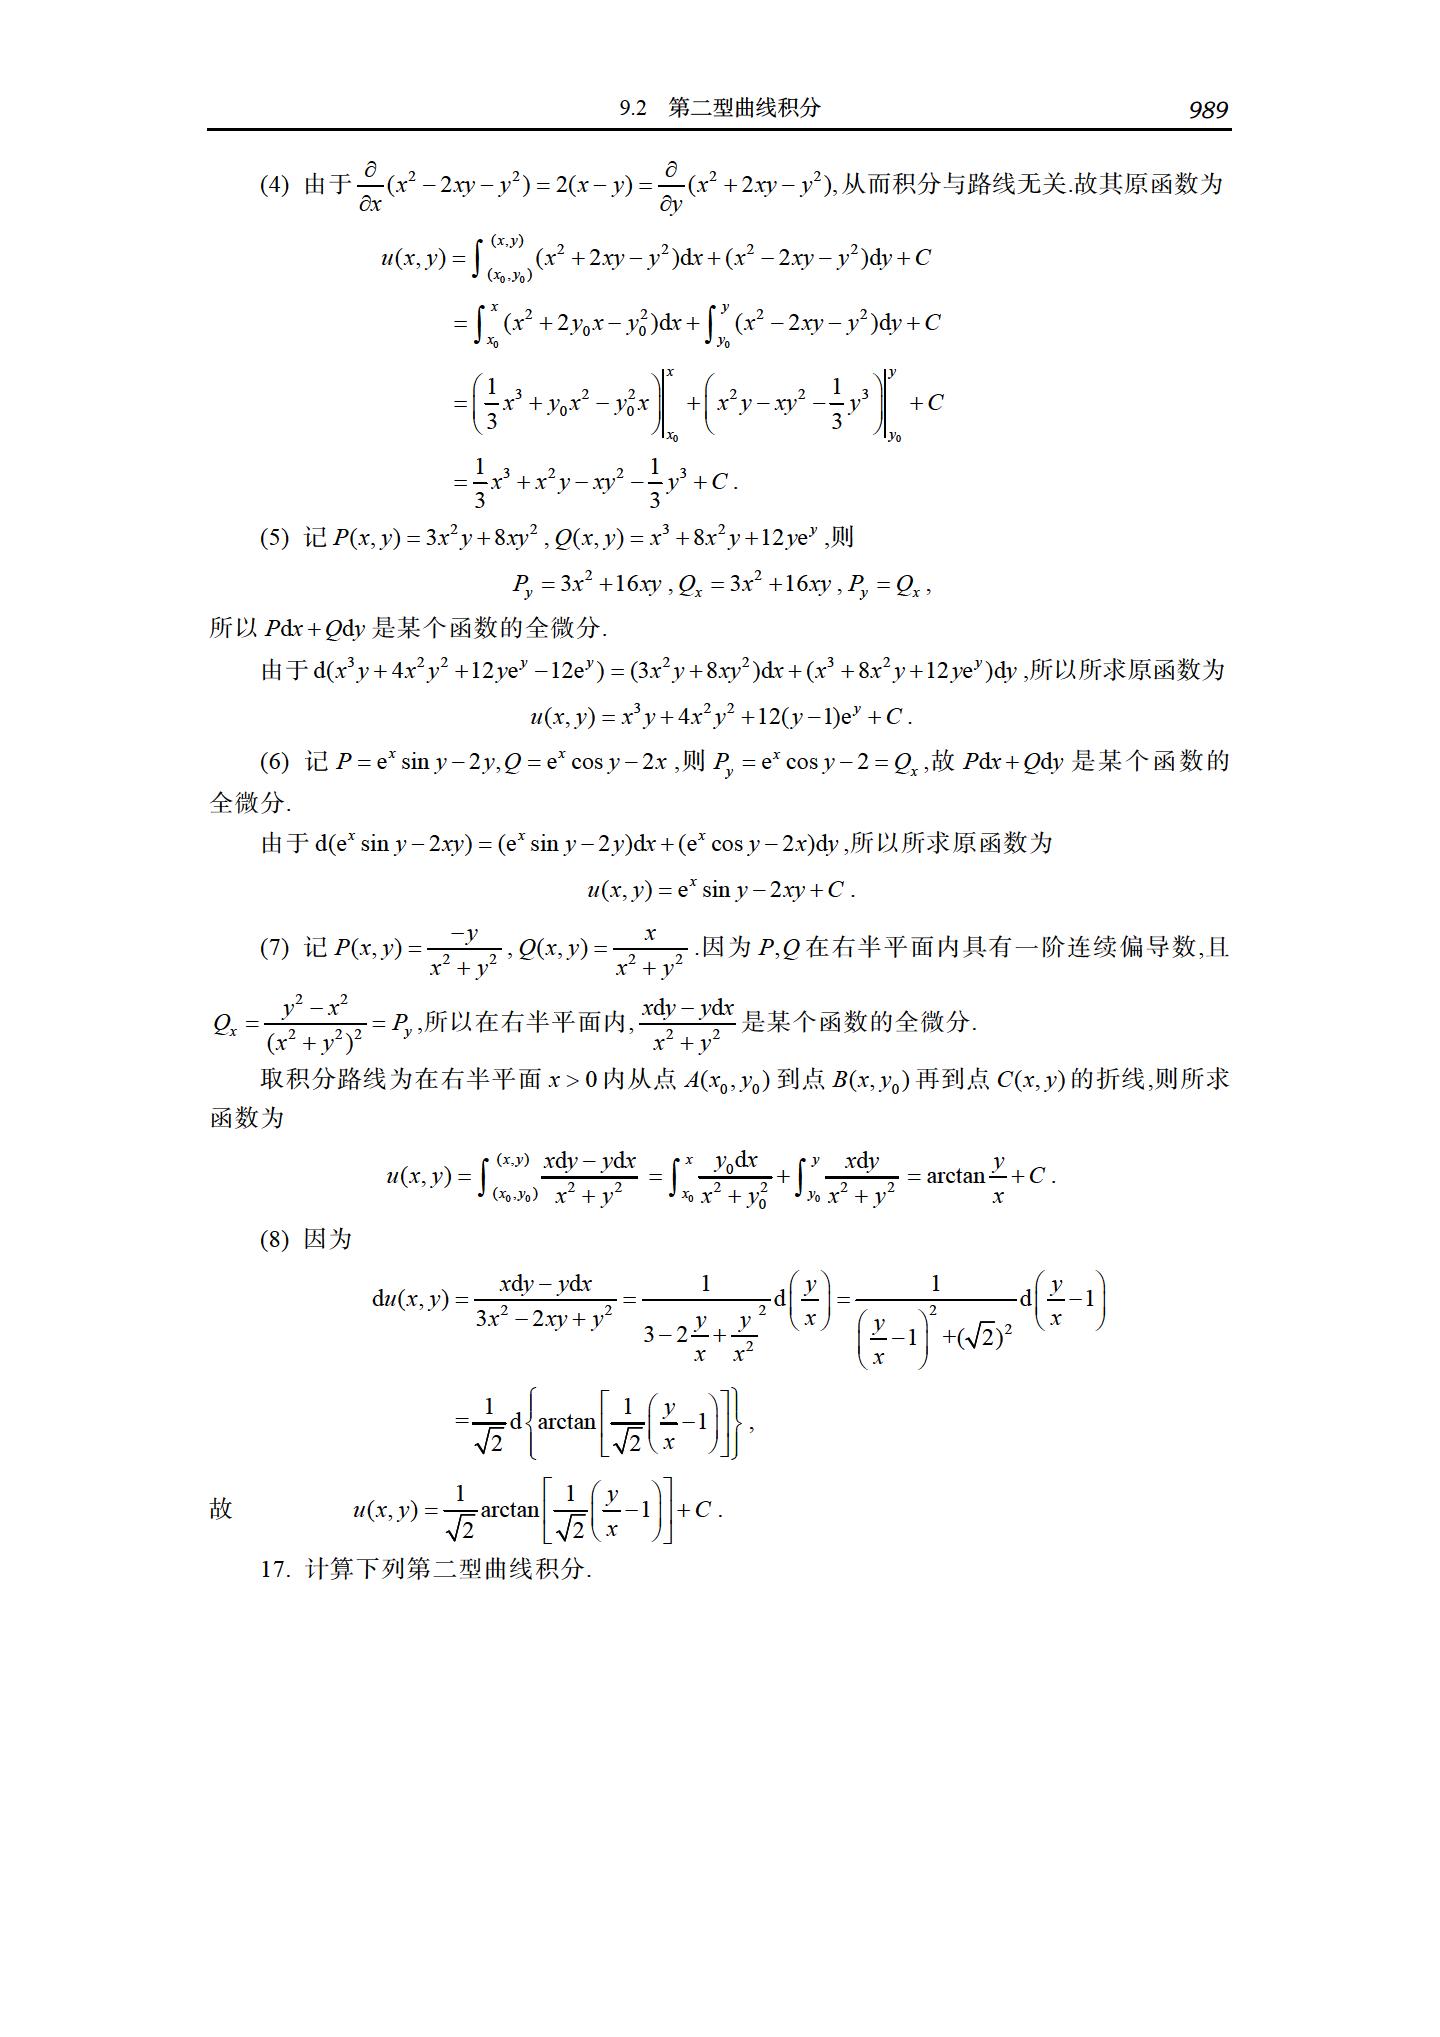 9.2 第二型曲线积分 989
(4) 由于 $\frac{\partial}{\partial x}(x^2-2xy-y^2)=2(x-y)=\frac{\partial}{\partial y}(x^2+2xy-y^2)$,从而积分与路线无关.故其原函数为
$u(x,y)=\int_{(x_0,y_0)}^{(x,y)}(x^2+2xy-y^2)\mathrm{d}x+(x^2-2xy-y^2)\mathrm{d}y+C$
$=\int_{x_0}^{x}(x^2+2y_0x-y_0^2)\mathrm{d}x+\int_{y_0}^{y}(x^2-2xy-y^2)\mathrm{d}y+C$
$=\left(\frac{1}{3}x^3+y_0x^2-y_0^2x\right)\Big|_{x_0}^{x}+\left(x^2y-xy^2-\frac{1}{3}y^3\right)\Big|_{y_0}^{y}+C$
$=\frac{1}{3}x^3+x^2y-xy^2-\frac{1}{3}y^3+C$ .
(5) 记 $P(x,y)=3x^2y+8xy^2$ , $Q(x,y)=x^3+8x^2y+12y\mathrm{e}^y$ ,则
$P_y=3x^2+16xy$ , $Q_x=3x^2+16xy$ , $P_y=Q_x$ ,
所以 $P\mathrm{d}x+Q\mathrm{d}y$ 是某个函数的全微分.
由于 $\mathrm{d}(x^3y+4x^2y^2+12y\mathrm{e}^y-12\mathrm{e}^y)=(3x^2y+8xy^2)\mathrm{d}x+(x^3+8x^2y+12y\mathrm{e}^y)\mathrm{d}y$ ,所以所求原函数为
$u(x,y)=x^3y+4x^2y^2+12(y-1)\mathrm{e}^y+C$ .
(6) 记 $P=\mathrm{e}^x\sin y-2y,Q=\mathrm{e}^x\cos y-2x$ ,则 $P_y=\mathrm{e}^x\cos y-2=Q_x$ ,故 $P\mathrm{d}x+Q\mathrm{d}y$ 是某个函数的
全微分.
由于 $\mathrm{d}(\mathrm{e}^x\sin y-2xy)=(\mathrm{e}^x\sin y-2y)\mathrm{d}x+(\mathrm{e}^x\cos y-2x)\mathrm{d}y$ ,所以所求原函数为
$u(x,y)=\mathrm{e}^x\sin y-2xy+C$ .
(7) 记 $P(x,y)=\frac{-y}{x^2+y^2}$ , $Q(x,y)=\frac{x}{x^2+y^2}$ .因为 $P,Q$ 在右半平面内具有一阶连续偏导数,且
$Q_x=\frac{y^2-x^2}{(x^2+y^2)^2}=P_y$ ,所以在右半平面内, $\frac{x\mathrm{d}y-y\mathrm{d}x}{x^2+y^2}$ 是某个函数的全微分.
取积分路线为在右半平面 $x>0$ 内从点 $A(x_0,y_0)$ 到点 $B(x,y_0)$ 再到点 $C(x,y)$ 的折线,则所求
函数为
$u(x,y)=\int_{(x_0,y_0)}^{(x,y)}\frac{x\mathrm{d}y-y\mathrm{d}x}{x^2+y^2}=\int_{x_0}^{x}\frac{y_0\mathrm{d}x}{x^2+y_0^2}+\int_{y_0}^{y}\frac{x\mathrm{d}y}{x^2+y^2}=\arctan\frac{y}{x}+C$ .
(8) 因为
$\mathrm{d}u(x,y)=\frac{x\mathrm{d}y-y\mathrm{d}x}{3x^2-2xy+y^2}=\frac{1}{3-2\frac{y}{x}+\frac{y}{x^2}^2}\mathrm{d}\left(\frac{y}{x}\right)=\frac{1}{\left(\frac{y}{x}-1\right)^2+(\sqrt{2})^2}\mathrm{d}\left(\frac{y}{x}-1\right)$
$=\frac{1}{\sqrt{2}}\mathrm{d}\left\{\arctan\left[\frac{1}{\sqrt{2}}\left(\frac{y}{x}-1\right)\right]\right\}$ ,
故 $u(x,y)=\frac{1}{\sqrt{2}}\arctan\left[\frac{1}{\sqrt{2}}\left(\frac{y}{x}-1\right)\right]+C$ .
17. 计算下列第二型曲线积分.